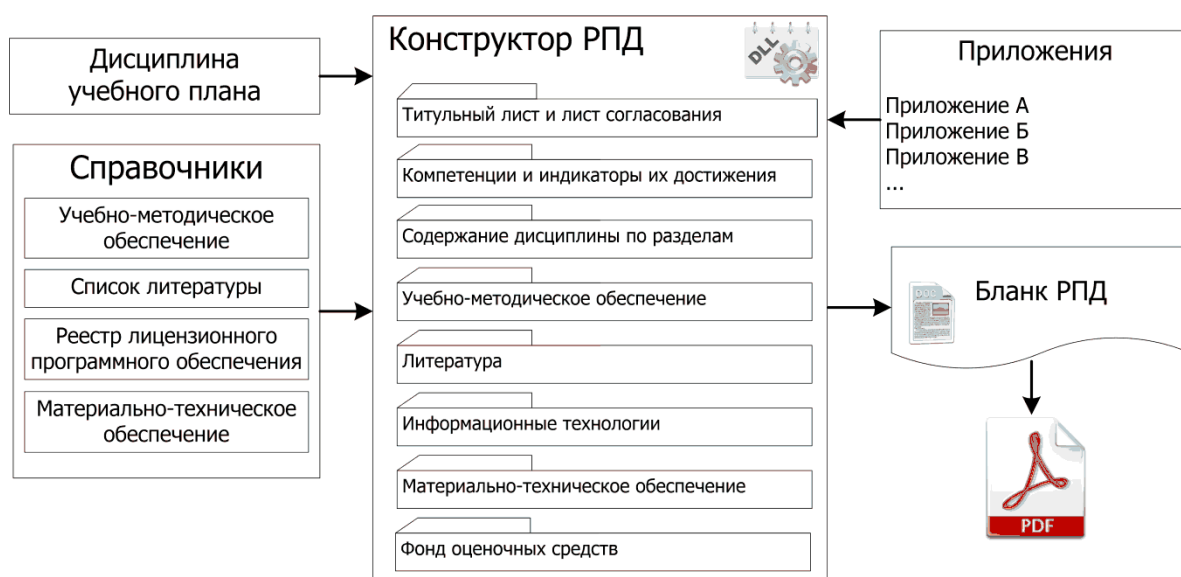 Дисциплина
учебного плана
Справочники
Учебно-методическое
обеспечение
Список литературы
Реестр лицензионного
программного обеспечения
Материально-техническое
обеспечение
Конструктор РПД
DLL
Титульный лист и лист согласования
Компетенции и индикаторы их достижения
Содержание дисциплины по разделам
Учебно-методическое обеспечение
Литература
Информационные технологии
Материально-техническое обеспечение
Фонд оценочных средств
Приложения
Приложение А
Приложение Б
Приложение В
...
Бланк РПД
PDF